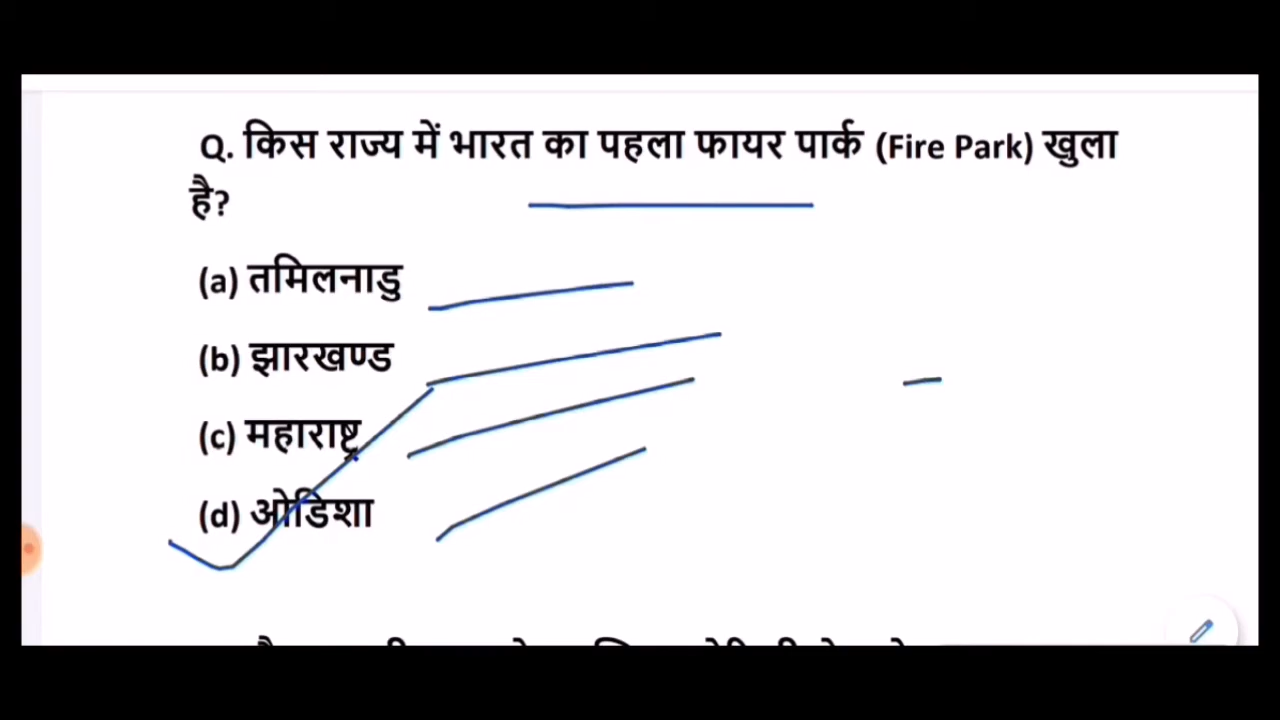 Q. किस राज्य में भारत का पहला फायर पार्क (Fire Park) खुला
है?
(a) तमिलनाडु
(b) झारखण्ड
(c) महाराष्ट्र
(d) ओडिशा